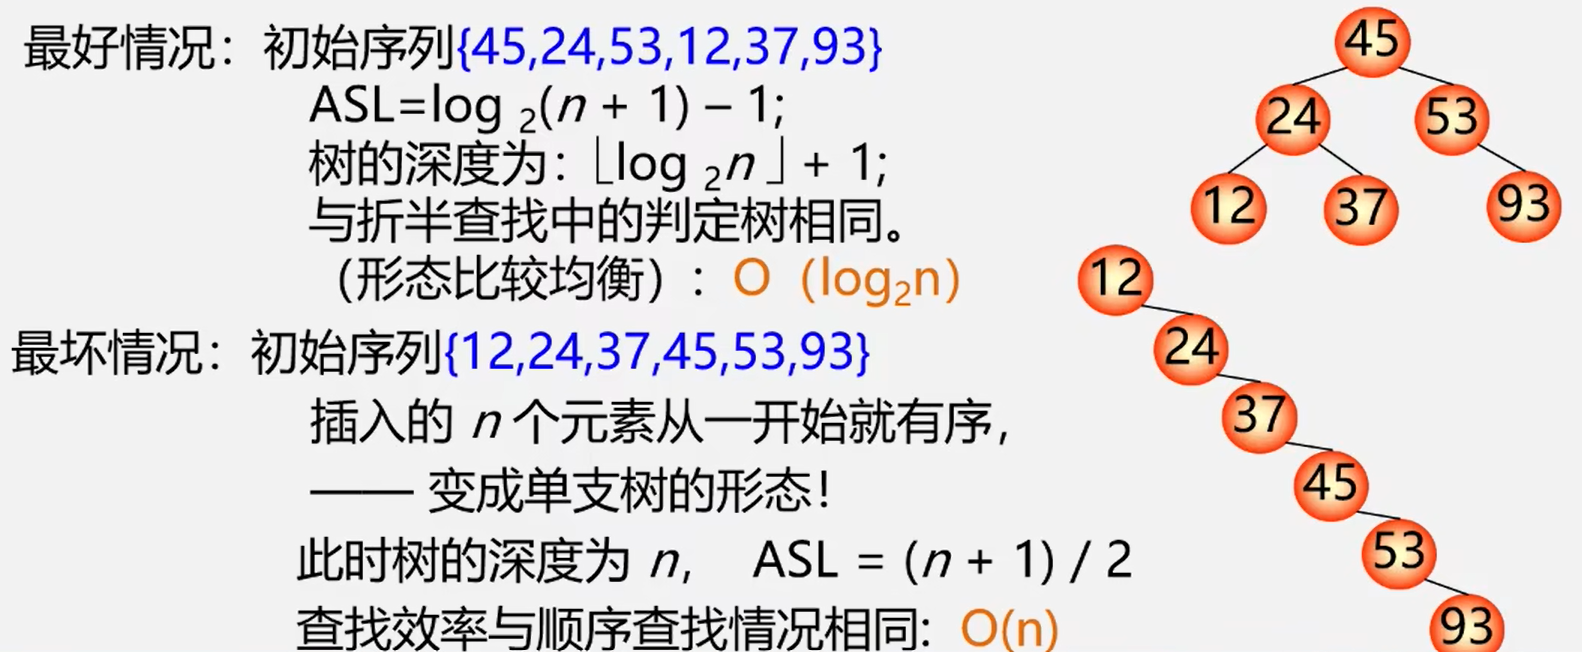 最好情况：初始序列{45,24,53,12,37,93}
ASL=log ₂(n + 1) – 1;
树的深度为：⌊log ₂n ⌋ + 1;
与折半查找中的判定树相同。
（形态比较均衡）：O（log₂n）
最坏情况：初始序列{12,24,37,45,53,93}
插入的 n 个元素从一开始就有序，
—— 变成单支树的形态！
此时树的深度为 n, ASL = (n + 1) / 2
查找效率与顺序查找情况相同: O(n)
45
24 53
12 37 93
12
24
37
45
53
93